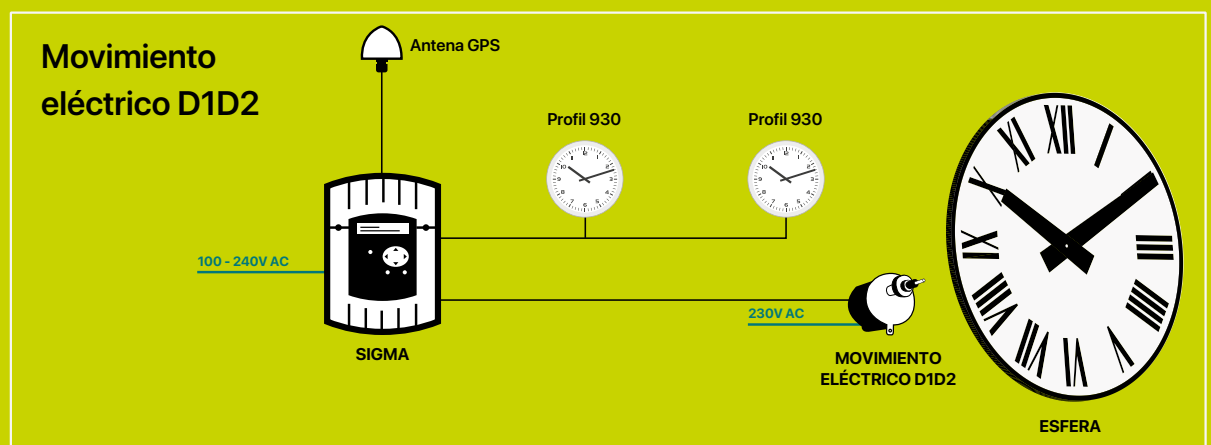 Movimiento
eléctrico D1D2
Antena GPS
Profil 930
Profil 930
100 - 240V AC
230V AC
SIGMA
MOVIMIENTO
ELÉCTRICO D1D2
ESFERA